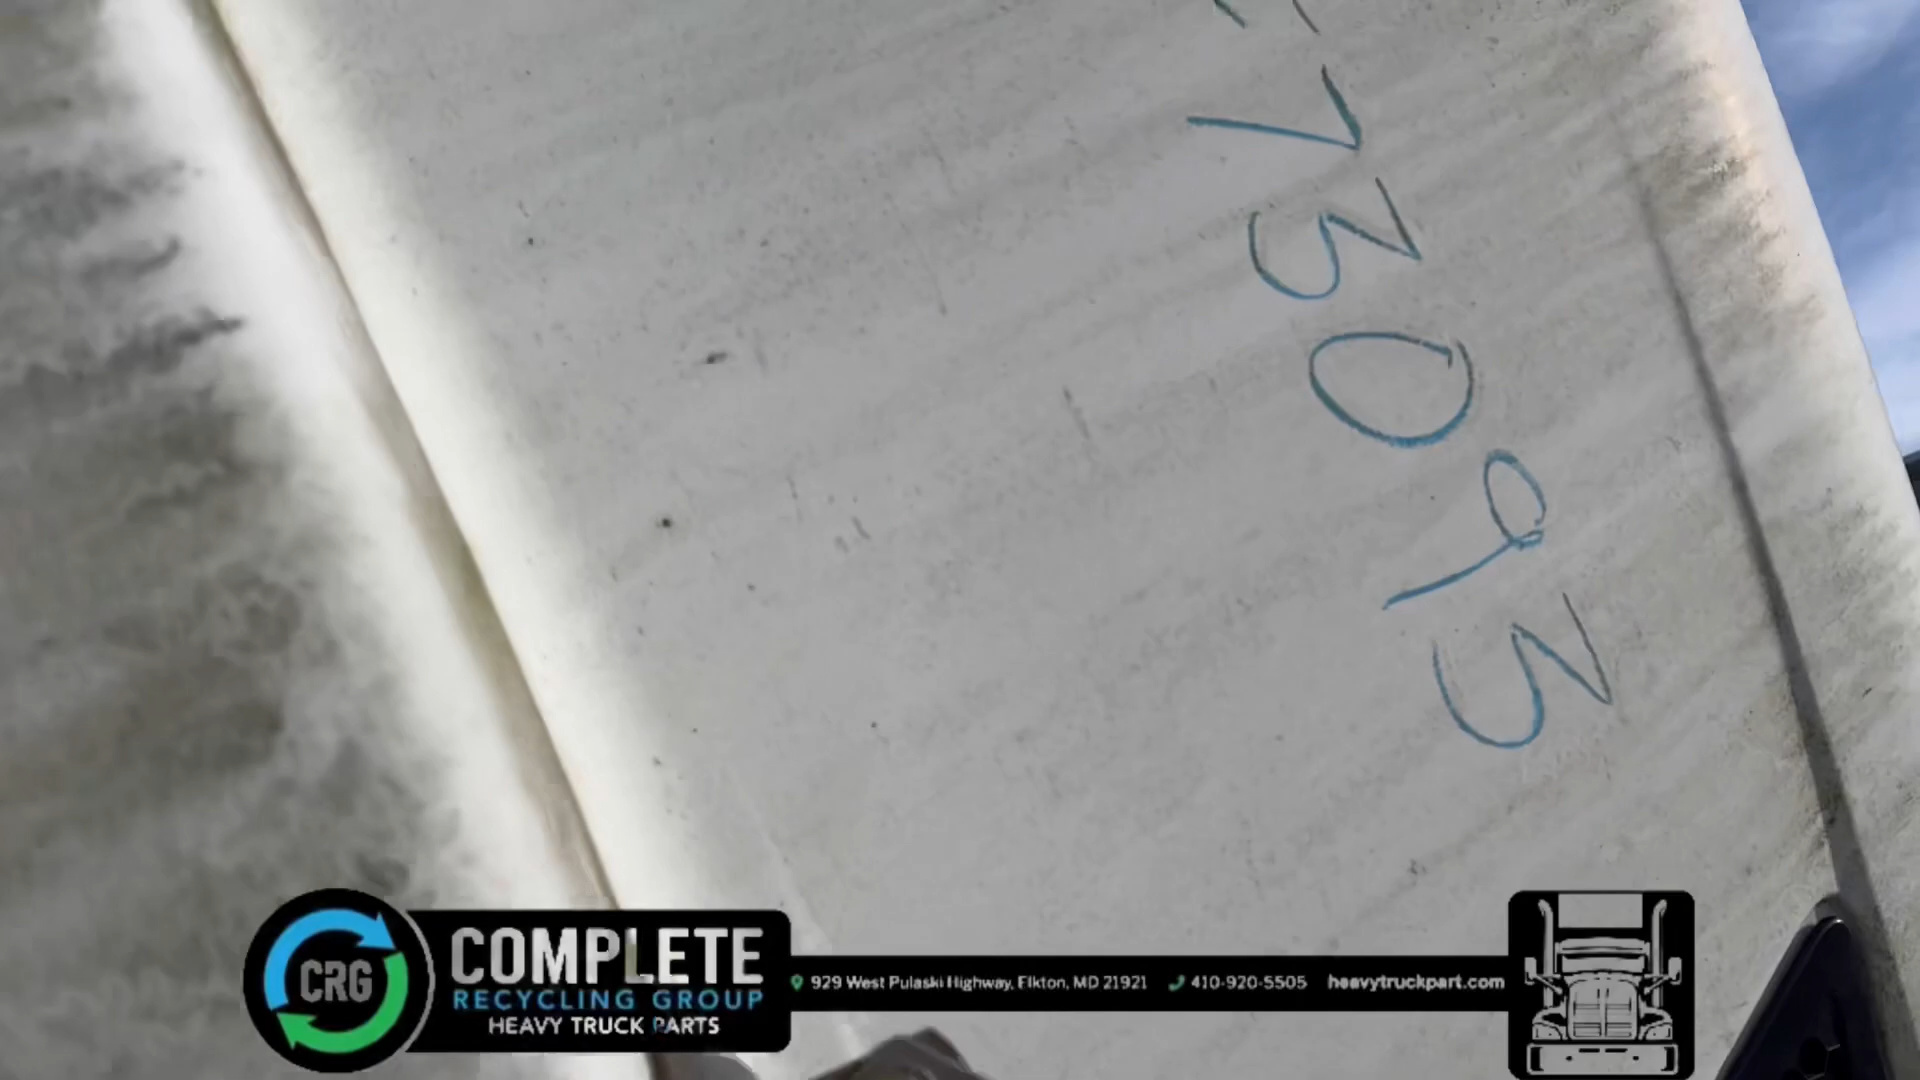 73093
CRG
COMPLETE
RECYCLING GROUP
HEAVY TRUCK PARTS
929 West Pulaski Highway, Elkton, MD 21921
410-920-5505
heavytruckpart.com